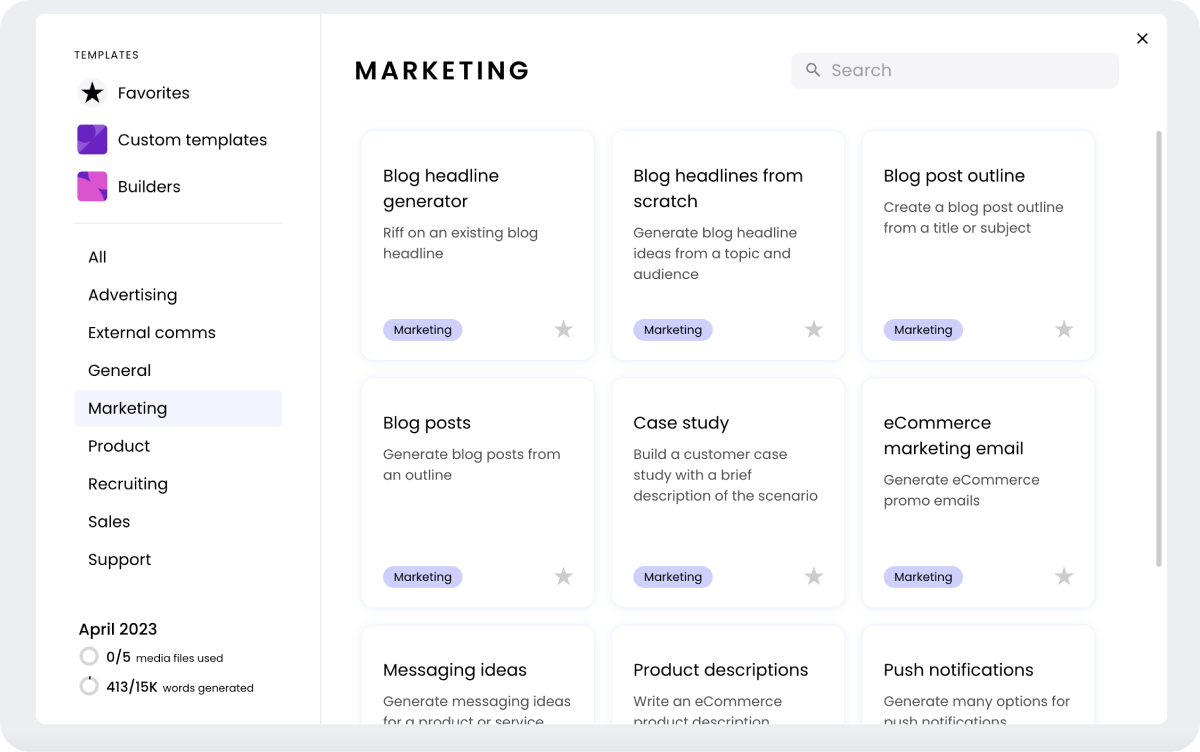 TEMPLATES
Favorites
Custom templates
Builders
All
Advertising
External comms
General
Marketing
Product
Recruiting
Sales
Support
April 2023
0/5 media files used
413/15K words generated
MARKETING
Search
Blog headline
generator
Riff on an existing blog
headline
Marketing
Blog headlines from
scratch
Generate blog headline
ideas from a topic and
audience
Marketing
Blog post outline
Create a blog post outline
from a title or subject
Marketing
Blog posts
Generate blog posts from
an outline
Marketing
Case study
Build a customer case
study with a brief
description of the scenario
Marketing
eCommerce
marketing email
Generate eCommerce
promo emails
Marketing
Messaging ideas
Generate messaging ideas
for a product or service
Product descriptions
Write an eCommerce
product description
Push notifications
Generate many options for
push notifications